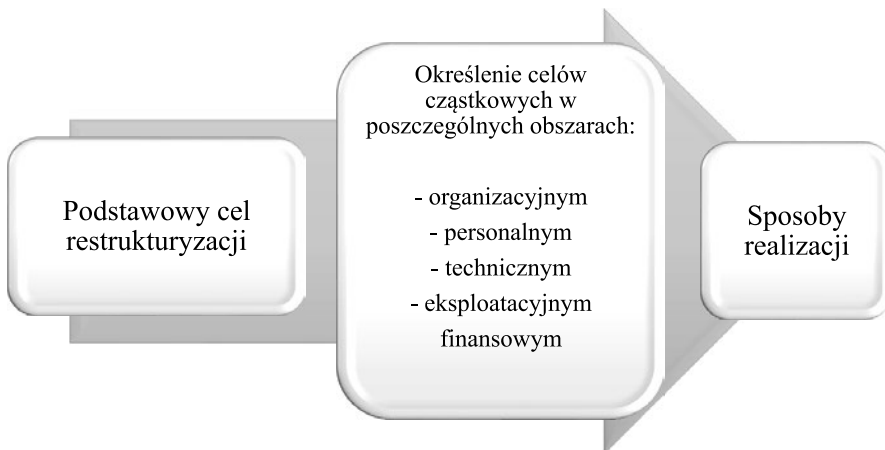 Podstawowy cel
restrukturyzacji
Określenie celów
cząstkowych w
poszczególnych obszarach:
- organizacyjnym
- personalnym
- technicznym
- eksploatacyjnym
finansowym
Sposoby
realizacji